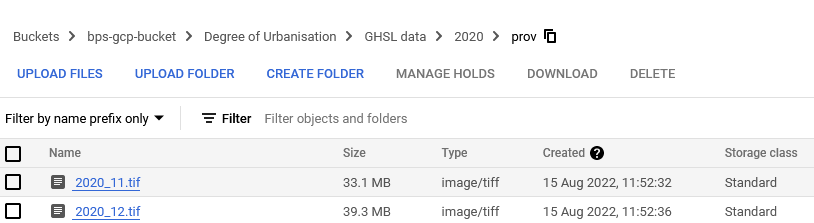 Buckets > bps-gcp-bucket > Degree of Urbanisation > GHSL data > 2020 > prov
UPLOAD FILES UPLOAD FOLDER CREATE FOLDER MANAGE HOLDS DOWNLOAD DELETE
Filter by name prefix only Filter Filter objects and folders
Name Size Type Created ? Storage class
2020_11.tif 33.1 MB image/tiff 15 Aug 2022, 11:52:32 Standard
2020_12.tif 39.3 MB image/tiff 15 Aug 2022, 11:52:36 Standard